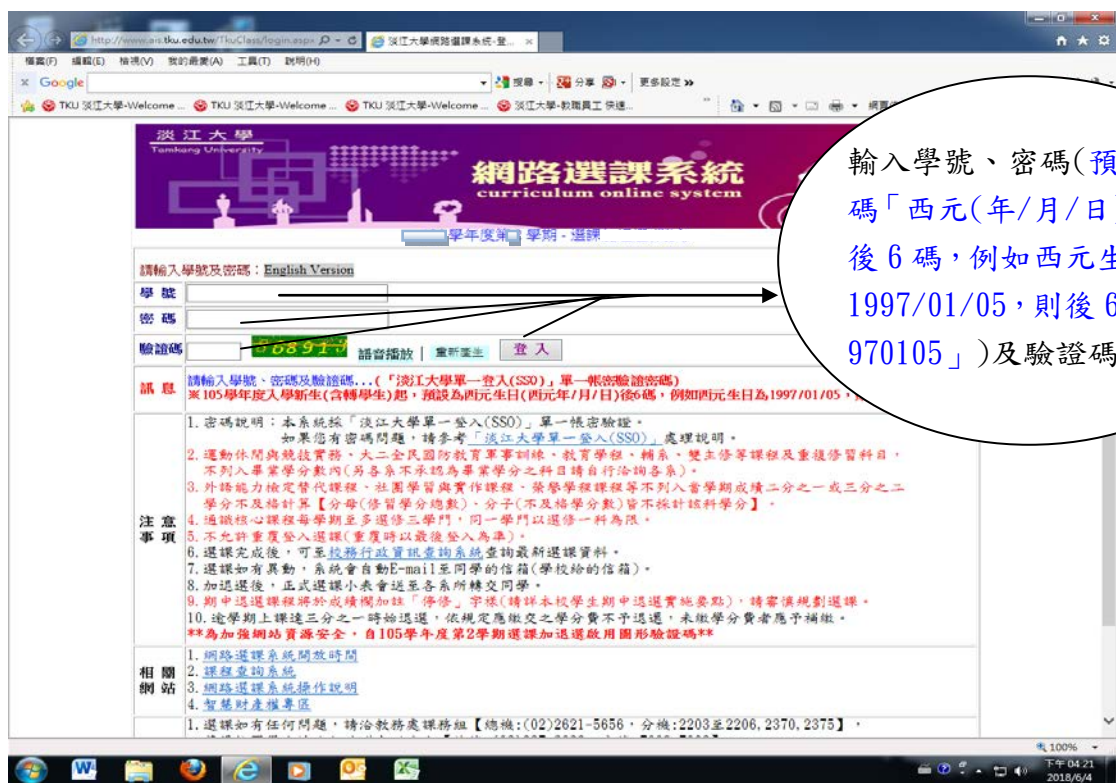 http://www.ais.tku.edu.tw/TkuClass/login.aspx
淡江大學網路選課系統-登...
檔案(F) 編輯(E) 檢視(V) 我的最愛(A) 工具(T) 說明(H)
x Google 搜尋 分享 更多設定 »
TKU 淡江大學-Welcome ... TKU 淡江大學-Welcome ... TKU 淡江大學-Welcome ... 淡江大學-教職員工 快速...
淡江大學
Tamkang University
網路選課系統
curriculum online system
學年度第 學期 - 選課
請輸入學號及密碼：English Version
學 號
密 碼
驗證碼 568913 語音播放 | 重新產生 登 入
訊 息
請輸入學號、密碼及驗證碼...(「淡江大學單一登入(SSO)」單一帳密驗證密碼)
※105學年度入學新生(含轉學生)起，預設為西元生日(西元年/月/日)後6碼，例如西元生日為1997/01/05，
注 意 事 項
1. 密碼說明：本系統採「淡江大學單一登入(SSO)」單一帳密驗證。
如果您有密碼問題，請參考「淡江大學單一登入(SSO)」處理說明。
2. 運動休閒與競技實務、大二全民國防教育軍事訓練、教育學程、輔系、雙主修等課程及重複修習科目，
不列入畢業學分數內(另各系不承認為畢業學分之科目請自行洽詢各系)。
3. 外語能力檢定替代課程、社團學習與實作課程、榮譽學程課程等不列入當學期成績二分之一或三分之二
學分不及格計算【分母(修習學分總數)、分子(不及格學分數)皆不採計該科學分】。
4. 通識核心課程每學期至多選修三學門，同一學門以選修一科為限。
5. 不允許重覆登入選課(重覆時以最後登入為準)。
6. 選課完成後，可至校務行政資訊查詢系統查詢最新選課資料。
7. 選課如有異動，系統會自動E-mail至同學的信箱(學校給的信箱)。
8. 加退選後，正式選課小表會送至各系所轉交同學。
9. 期中退選課程將於成績欄加註「停修」字樣(請詳本校學生期中退選實施要點)，請審慎規劃選課。
10. 逾學期上課達三分之一時始退選，依規定應繳交之學分費不予退還，未繳學分費者應予補繳。
**為加強網站資源安全，自105學年度第2學期選課加退選啟用圖形驗證碼**
相 關 網 站
1. 網路選課系統開放時間
2. 課程查詢系統
3. 網路選課系統操作說明
4. 智慧財產權專區
1. 選課如有任何問題，請洽教務處課務組【總機:(02)2621-5656，分機:2203至2206,2370,2375】，
輸入學號、密碼(預
碼「西元(年/月/日
後 6 碼，例如西元生
1997/01/05，則後 6
970105」)及驗證碼
100%
下午 04:21
2018/6/4